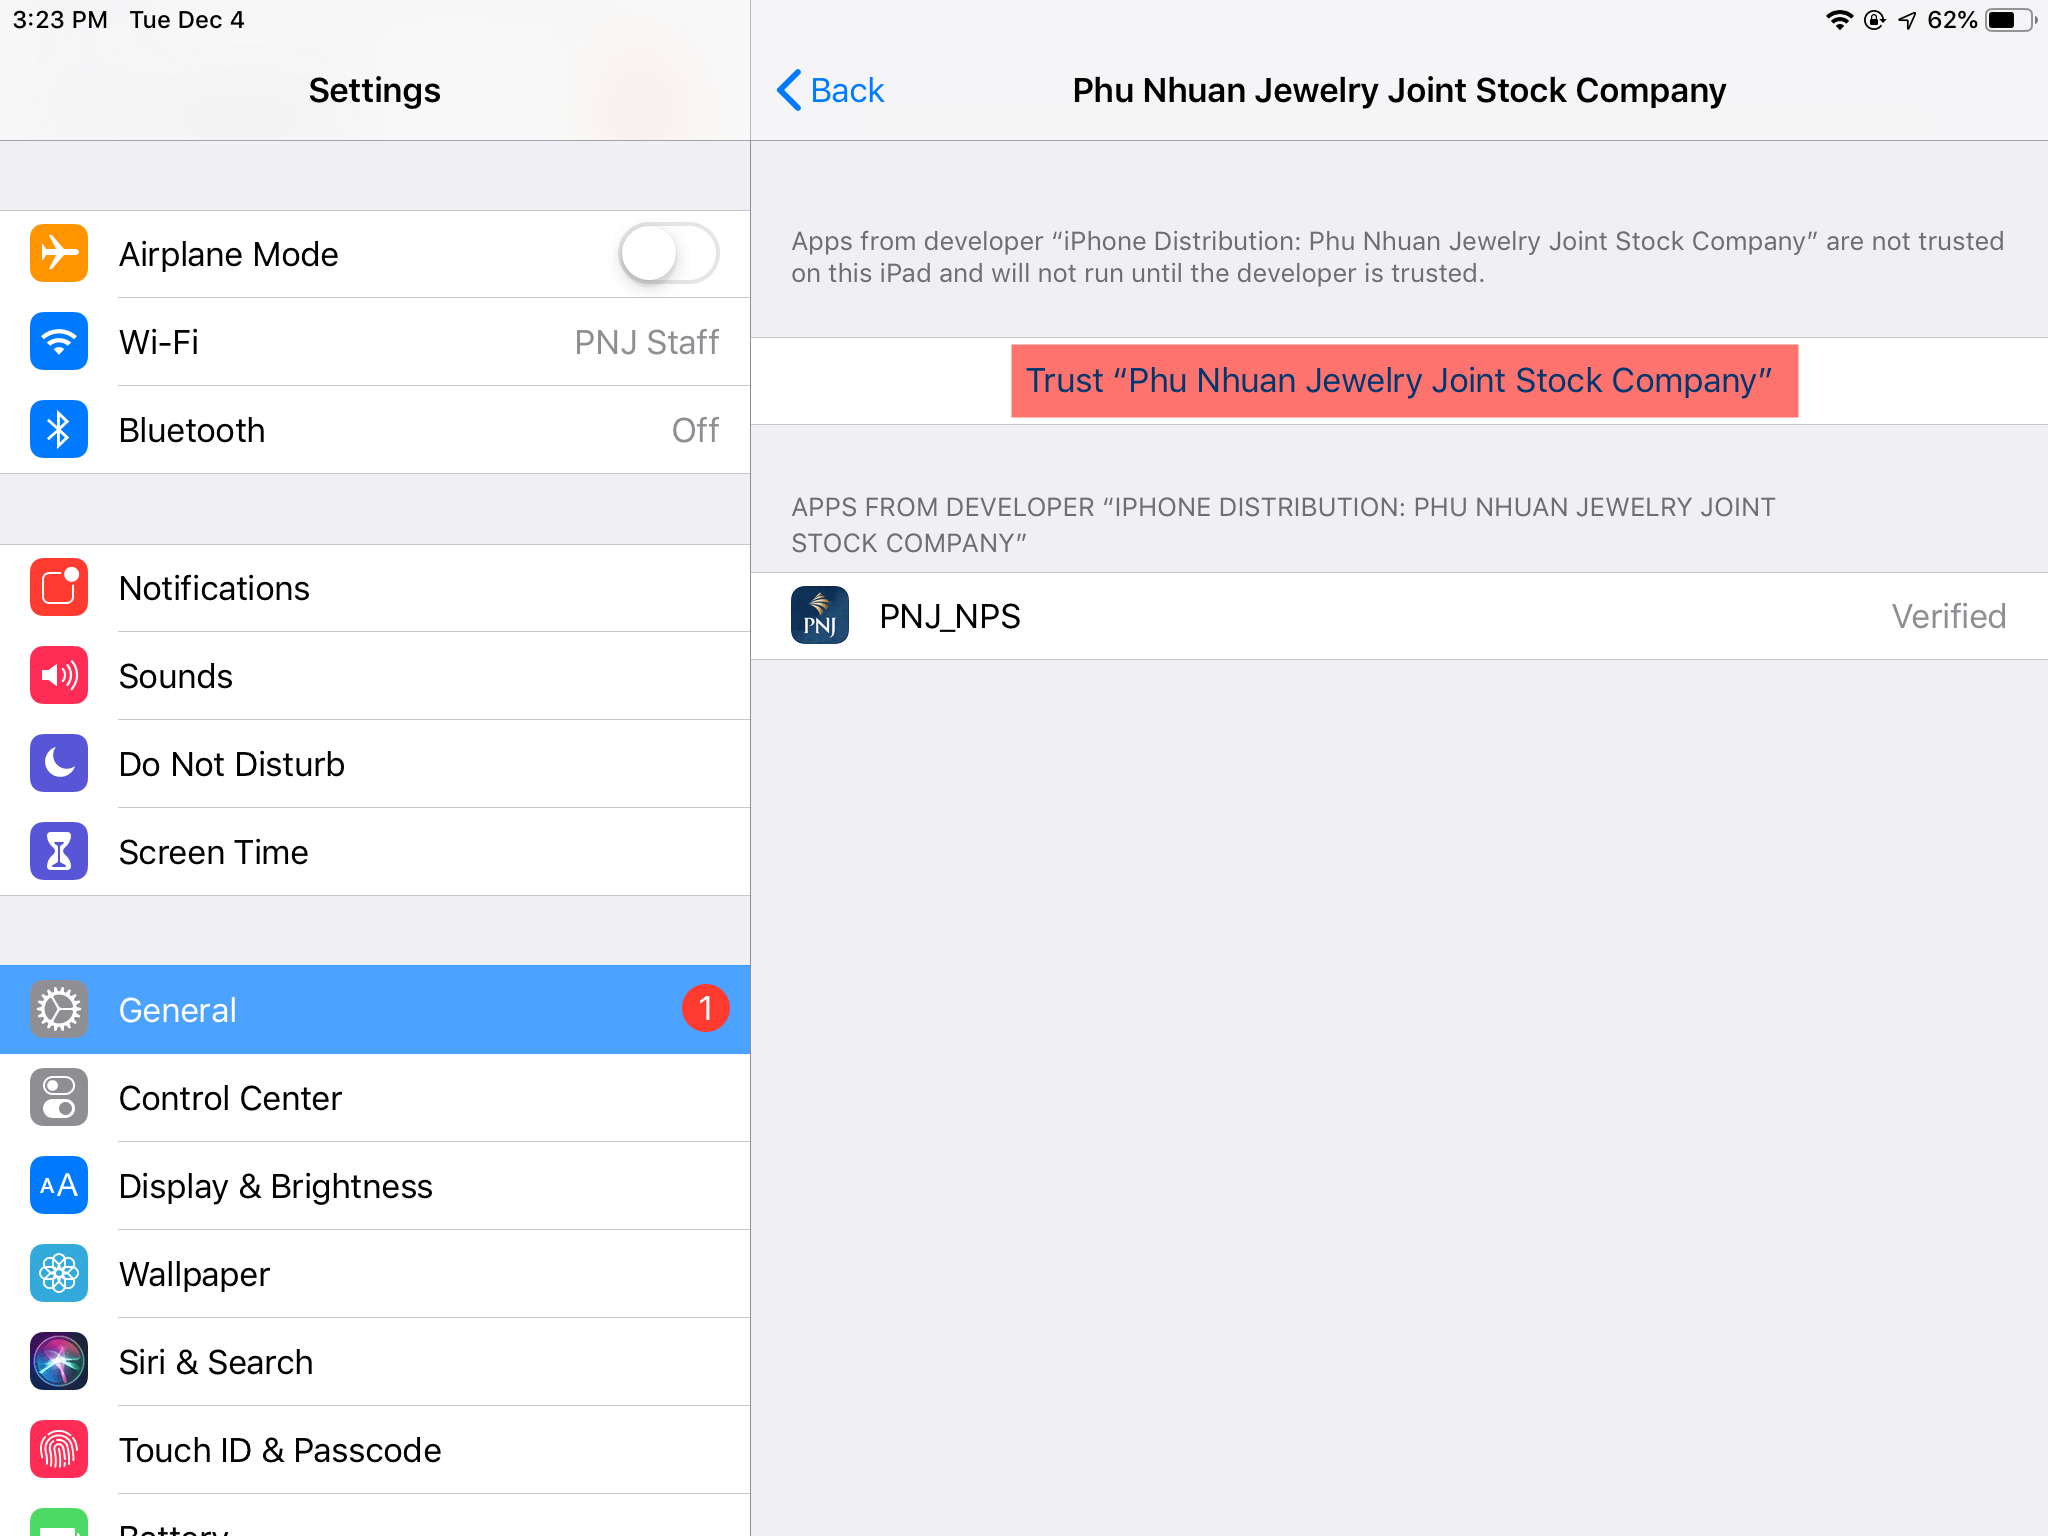 3:23 PM Tue Dec 4
62%
Settings
Airplane Mode
Wi-Fi PNJ Staff
Bluetooth Off
Notifications
Sounds
Do Not Disturb
Screen Time
General 1
Control Center
AA Display & Brightness
Wallpaper
Siri & Search
Touch ID & Passcode
Battery
Back Phu Nhuan Jewelry Joint Stock Company
Apps from developer “iPhone Distribution: Phu Nhuan Jewelry Joint Stock Company” are not trusted
on this iPad and will not run until the developer is trusted.
Trust “Phu Nhuan Jewelry Joint Stock Company”
APPS FROM DEVELOPER “IPHONE DISTRIBUTION: PHU NHUAN JEWELRY JOINT
STOCK COMPANY”
PNJ PNJ_NPS Verified